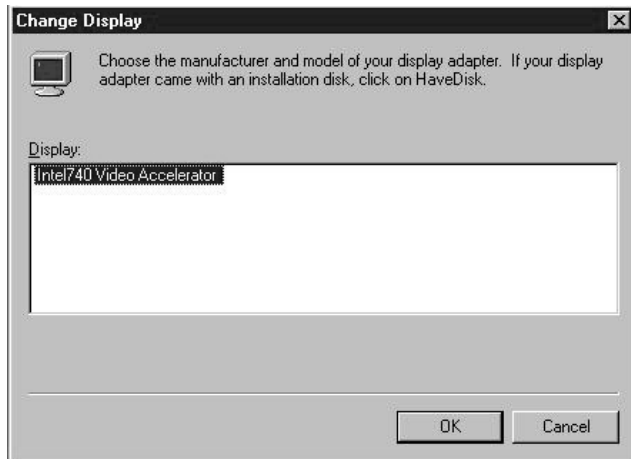 Change Display
Choose the manufacturer and model of your display adapter. If your display
adapter came with an installation disk, click on HaveDisk.
Display:
Intel740 Video Accelerator
OK
Cancel